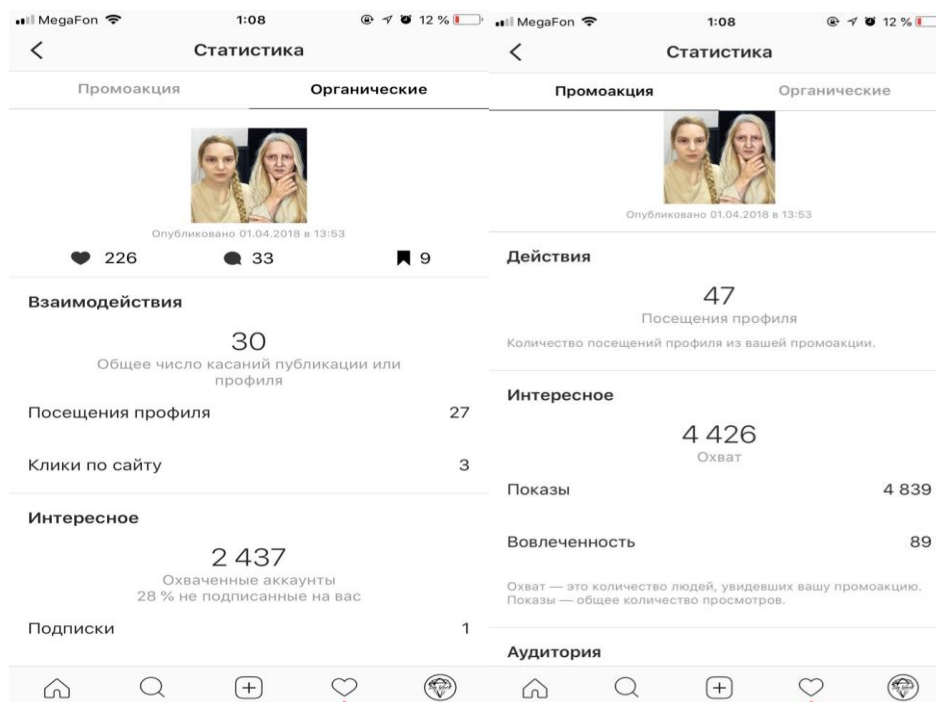 MegaFon 1:08 12 %
Статистика
Промоакция Органические
Опубликовано 01.04.2018 в 13:53
226 33 9
Взаимодействия
30
Общее число касаний публикации или
профиля
Посещения профиля 27
Клики по сайту 3
Интересное
2 437
Охваченные аккаунты
28 % не подписанные на вас
Подписки 1
MegaFon 1:08 12 %
Статистика
Промоакция Органические
Опубликовано 01.04.2018 в 13:53
Действия
47
Посещения профиля
Количество посещений профиля из вашей промоакции.
Интересное
4 426
Охват
Показы 4 839
Вовлеченность 89
Охват — это количество людей, увидевших вашу промоакцию.
Показы — общее количество просмотров.
Аудитория